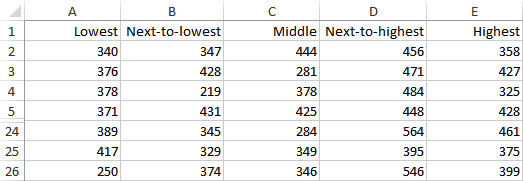 A B C D E
1 Lowest Next-to-lowest Middle Next-to-highest Highest
2 340 347 444 456 358
3 376 428 281 471 427
4 378 219 378 484 325
5 371 431 425 448 428
24 389 345 284 564 461
25 417 329 349 395 375
26 250 374 346 546 399